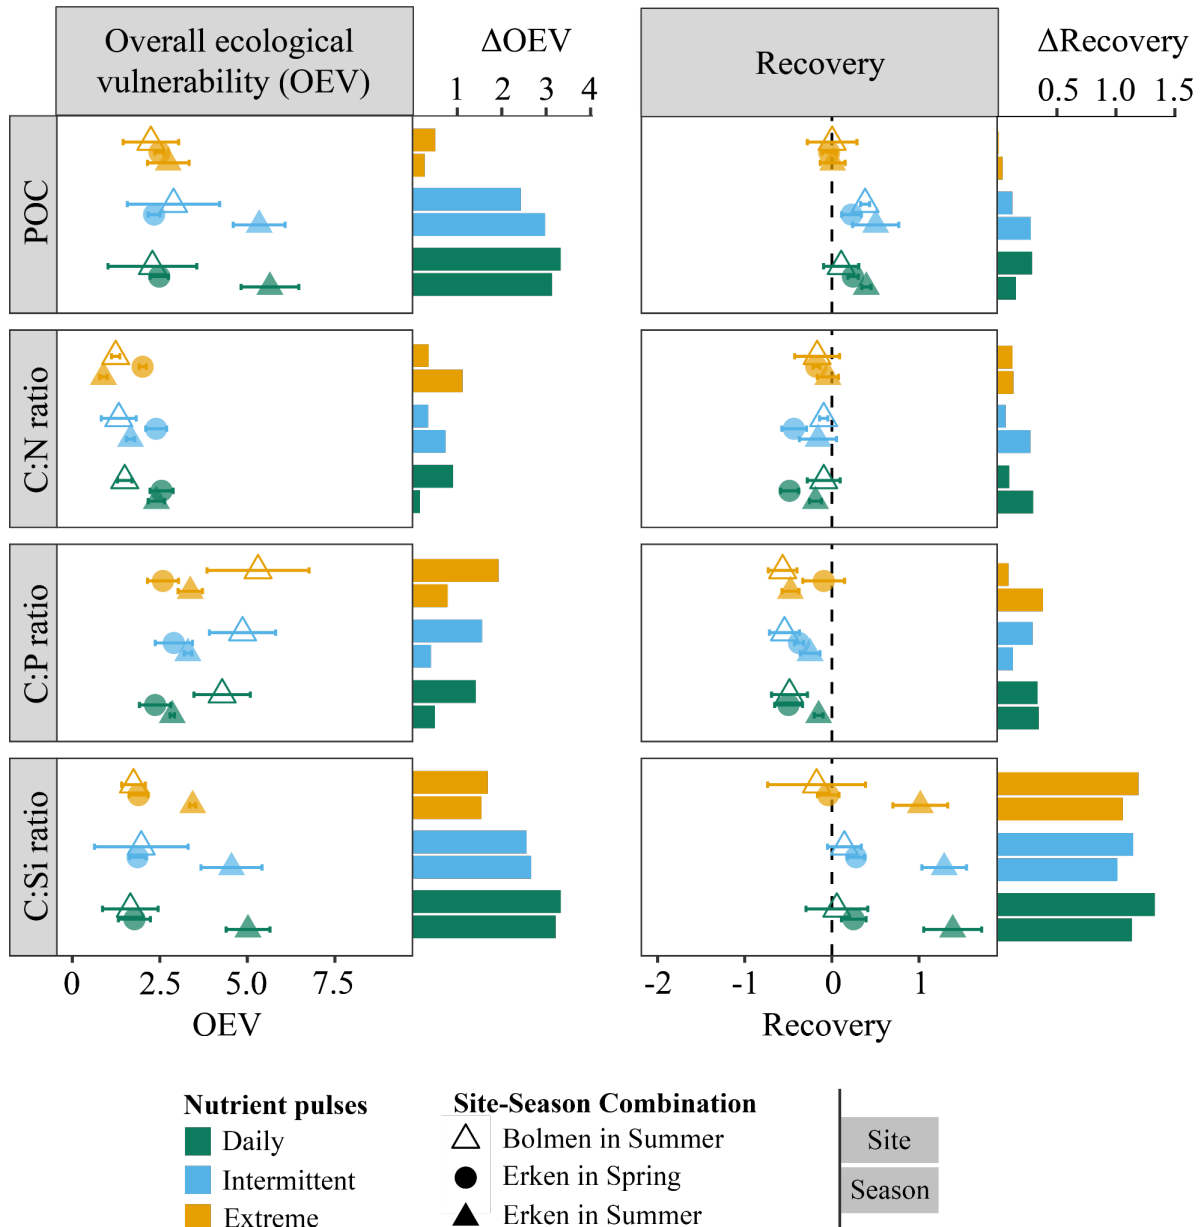 Overall ecological
vulnerability (OEV)
ΔOEV
1 2 3 4
Recovery
ΔRecovery
0.5 1.0 1.5
POC
C:N ratio
C:P ratio
C:Si ratio
0 2.5 5.0 7.5
OEV
-2 -1 0 1
Recovery
Nutrient pulses
Daily
Intermittent
Extreme
Site-Season Combination
Bolmen in Summer
Erken in Spring
Erken in Summer
Site
Season